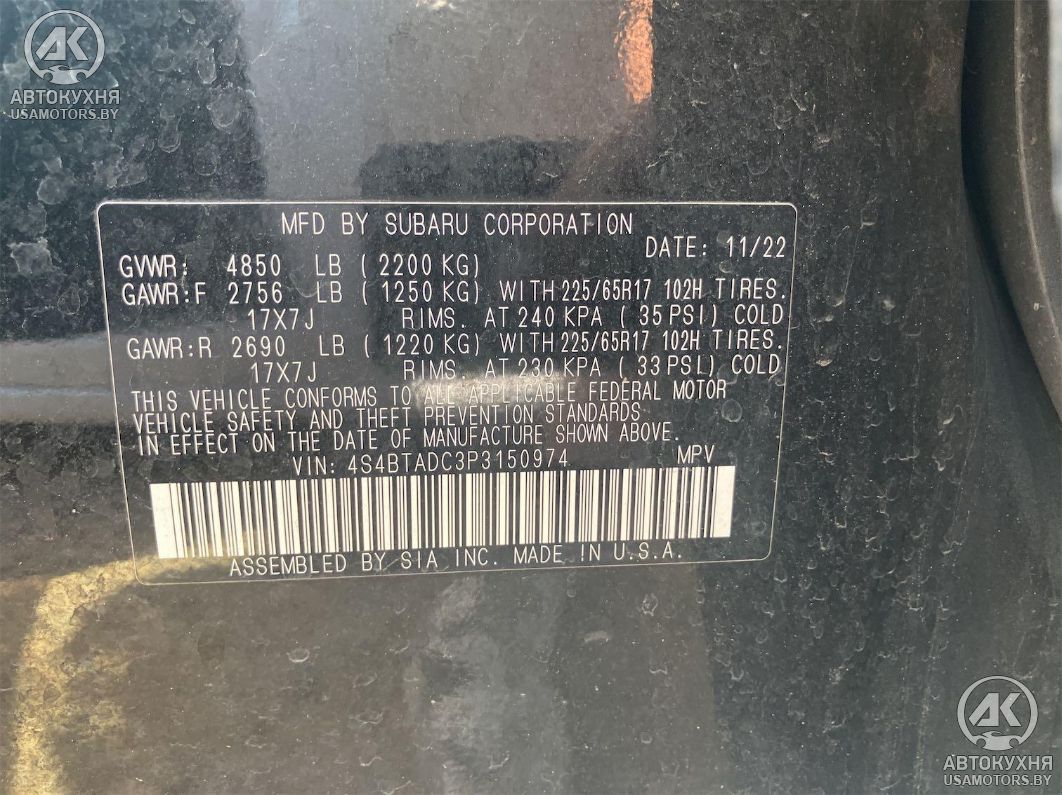 AK
АВТОКУХНЯ
USAMOTORS.BY
MFD BY SUBARU CORPORATION
DATE: 11/22
GVWR: 4850 LB ( 2200 KG)
GAWR:F 2756 LB ( 1250 KG) WITH 225/65R17 102H TIRES.
17X7J RIMS. AT 240 KPA ( 35 PSI) COLD
GAWR:R 2690 LB ( 1220 KG) WITH 225/65R17 102H TIRES.
17X7J RIMS. AT 230 KPA ( 33 PSI) COLD
THIS VEHICLE CONFORMS TO ALL APPLICABLE FEDERAL MOTOR
VEHICLE SAFETY AND THEFT PREVENTION STANDARDS
IN EFFECT ON THE DATE OF MANUFACTURE SHOWN ABOVE.
VIN: 4S4BTADC3P3150974 MPV
ASSEMBLED BY SIA INC. MADE IN U.S.A.
AK
АВТОКУХНЯ
USAMOTORS.BY